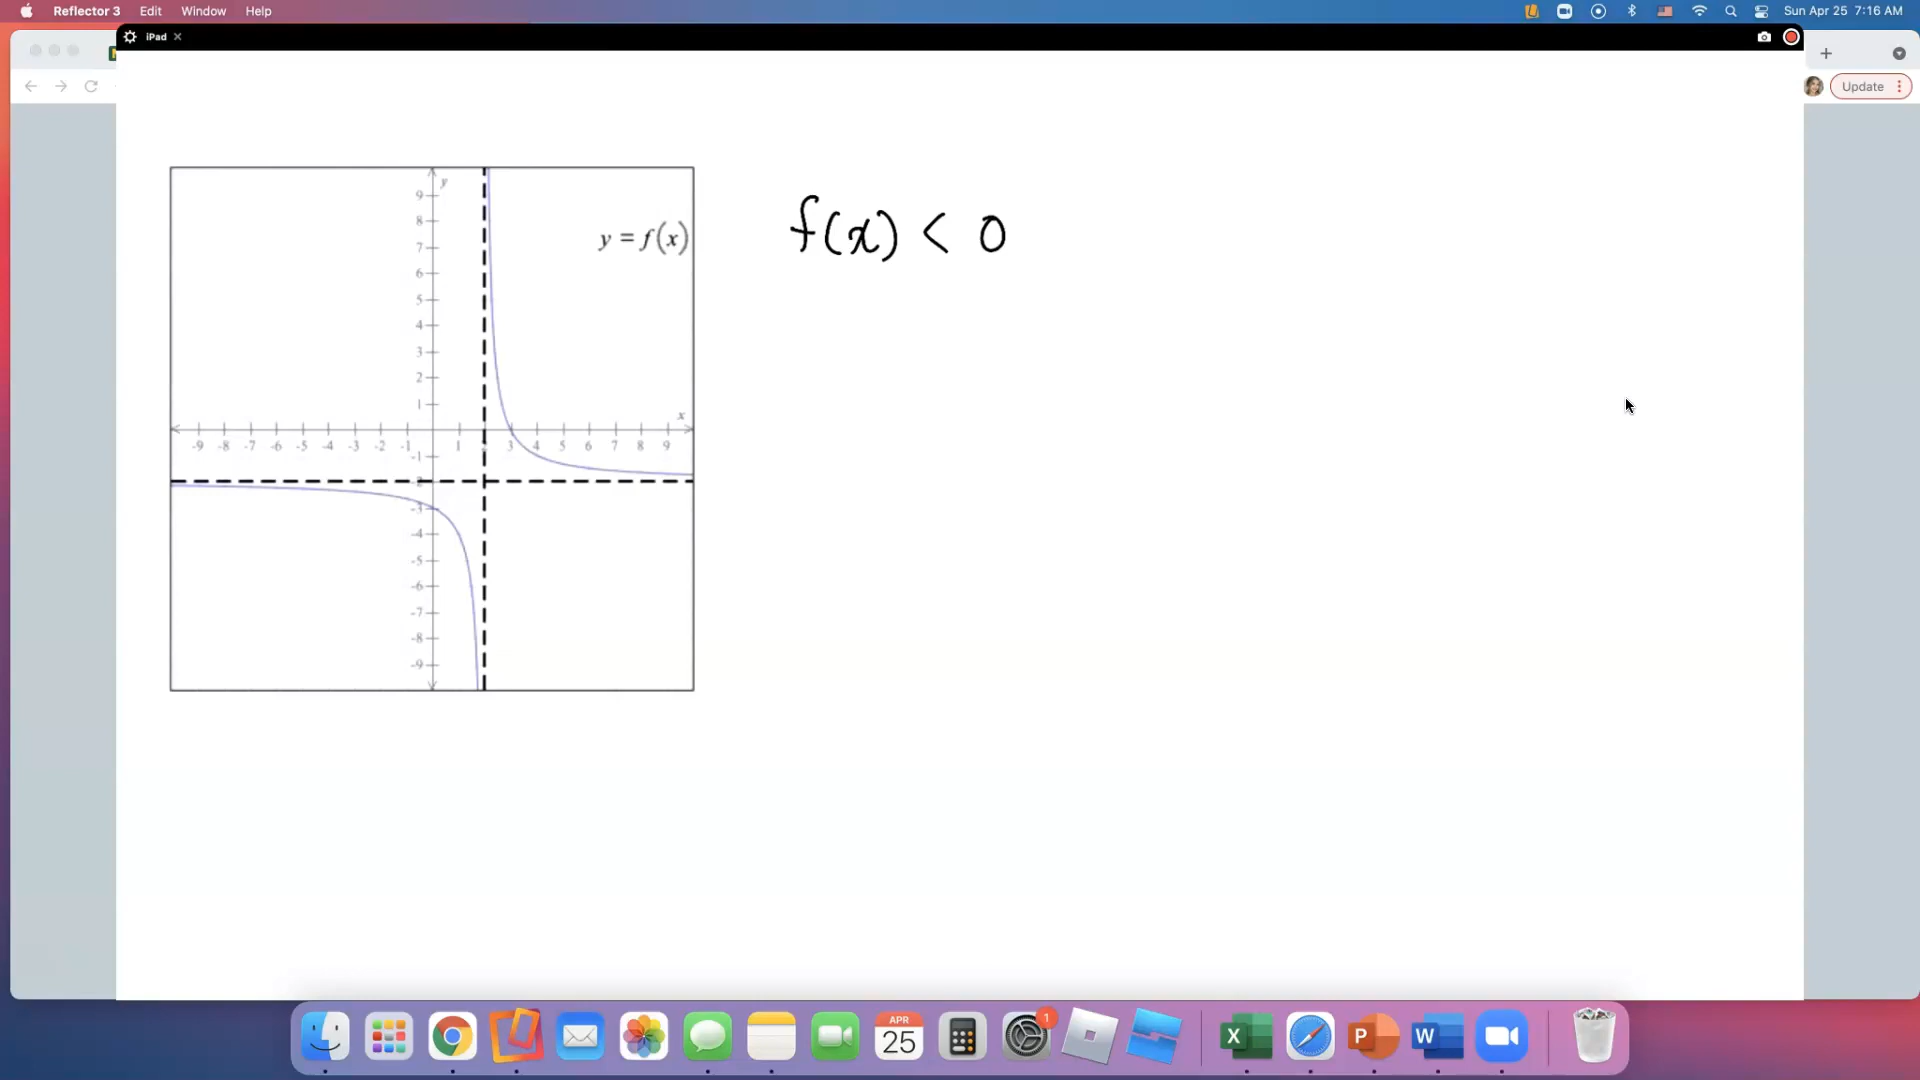 Reflector 3 Edit Window Help Sun Apr 25 7:16 AM
iPad
Update
y
9
8
7
6
5
4
3
2
1
y = f(x)
f(x) < 0
x
-9 -8 -7 -6 -5 -4 -3 -2 -1 1 3 4 5 6 7 8 9
-1
-3
-4
-5
-6
-7
-8
-9
APR
25
1
X
P
W